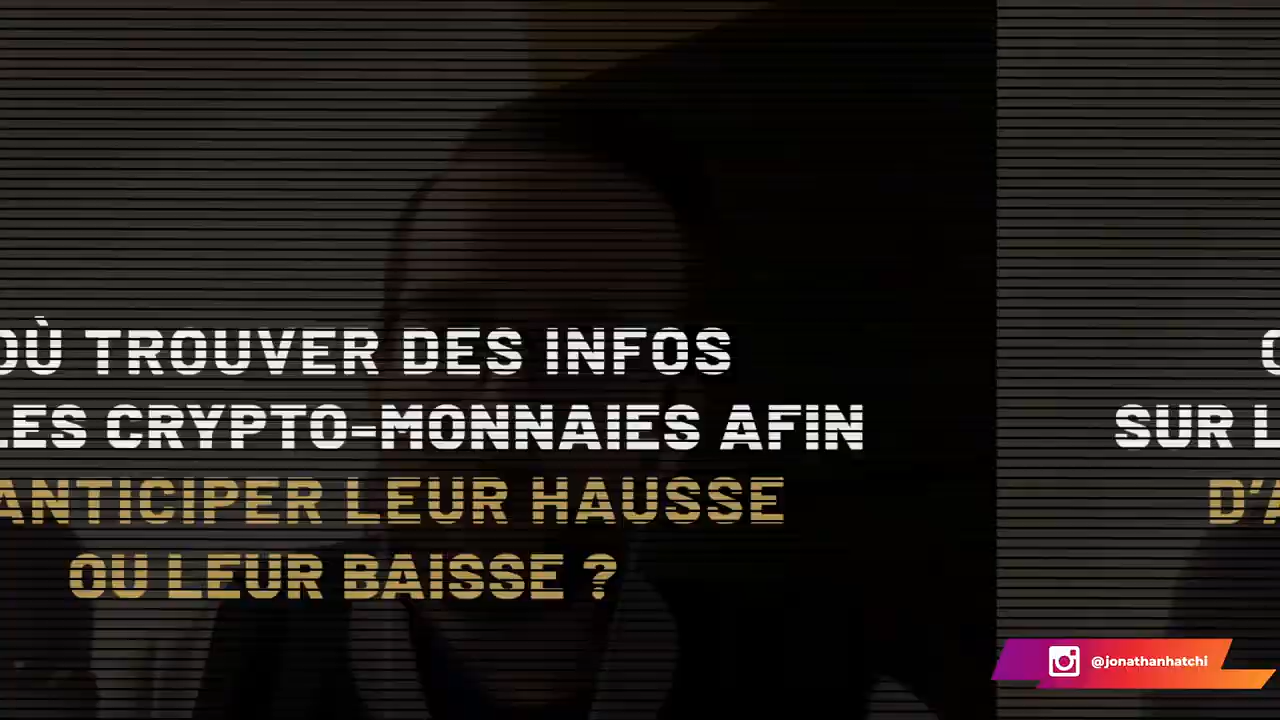 OÙ TROUVER DES INFOS
LES CRYPTO-MONNAIES AFIN
ANTICIPER LEUR HAUSSE
OU LEUR BAISSE ?
SUR L
D'A
@jonathanhatchi